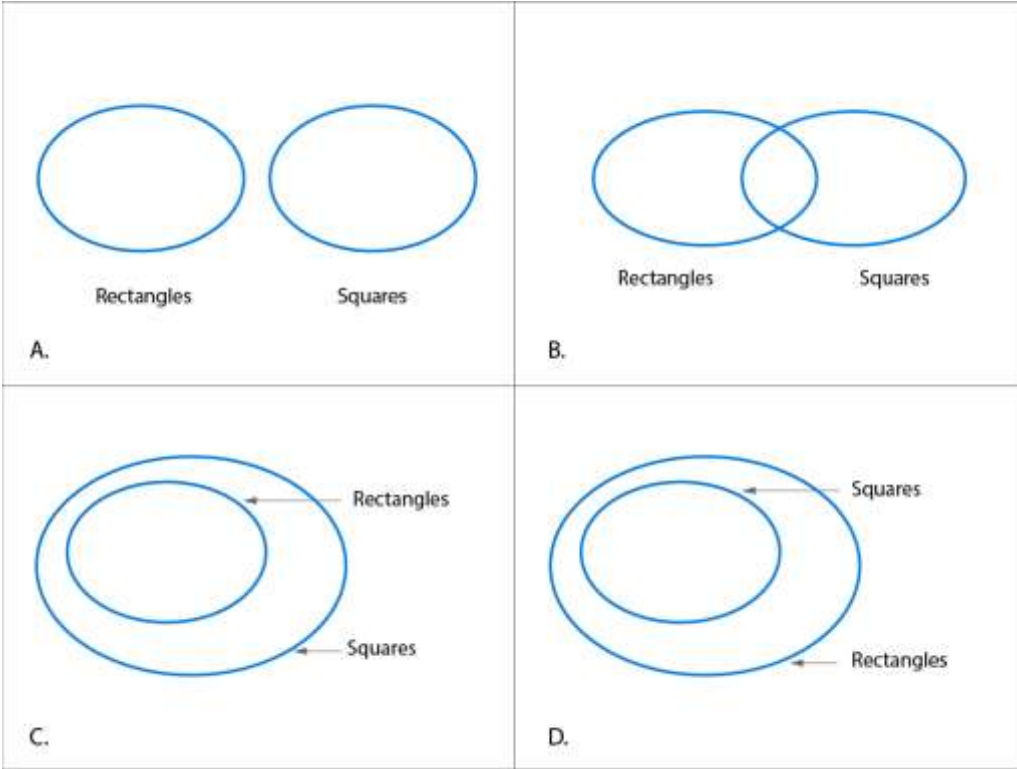 Rectangles
Squares
A.
Rectangles
Squares
B.
Rectangles
Squares
C.
Squares
Rectangles
D.